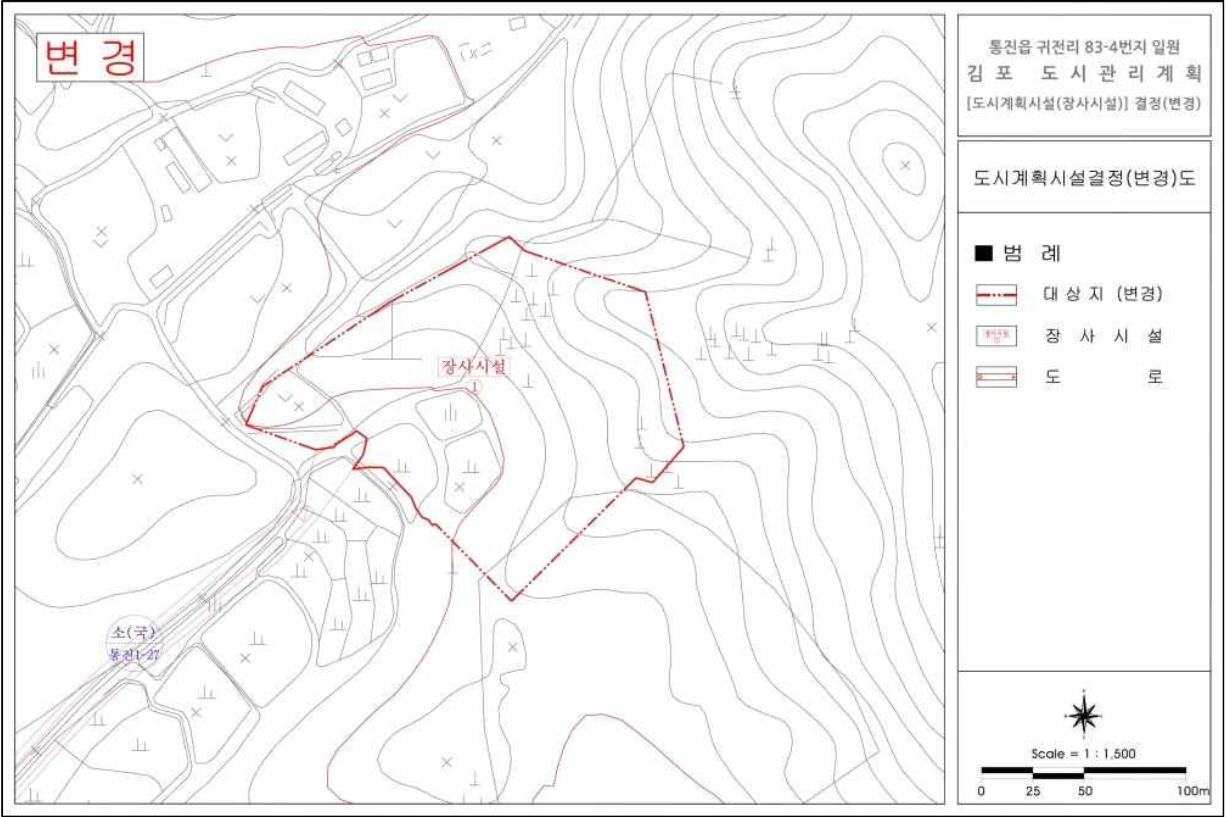 변 경
통진읍 귀전리 83-4번지 일원
김 포 도 시 관 리 계 획
[도시계획시설(장사시설)] 결정(변경)
도시계획시설결정(변경)도
■ 범 례
대 상 지 (변경)
장 사 시 설
도 로
장사시설
1
소(국)
통진1-27
Scale = 1 : 1,500
0 25 50 100m